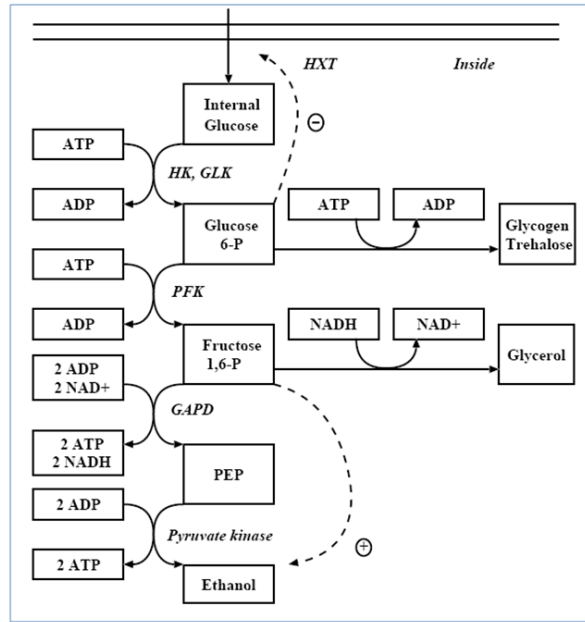 HXT
Inside
Internal
Glucose
−
ATP
HK, GLK
ADP
Glucose
6-P
ATP
ADP
Glycogen
Trehalose
ATP
PFK
ADP
Fructose
1,6-P
NADH
NAD+
Glycerol
2 ADP
2 NAD+
GAPD
2 ATP
2 NADH
PEP
2 ADP
Pyruvate kinase
+
2 ATP
Ethanol